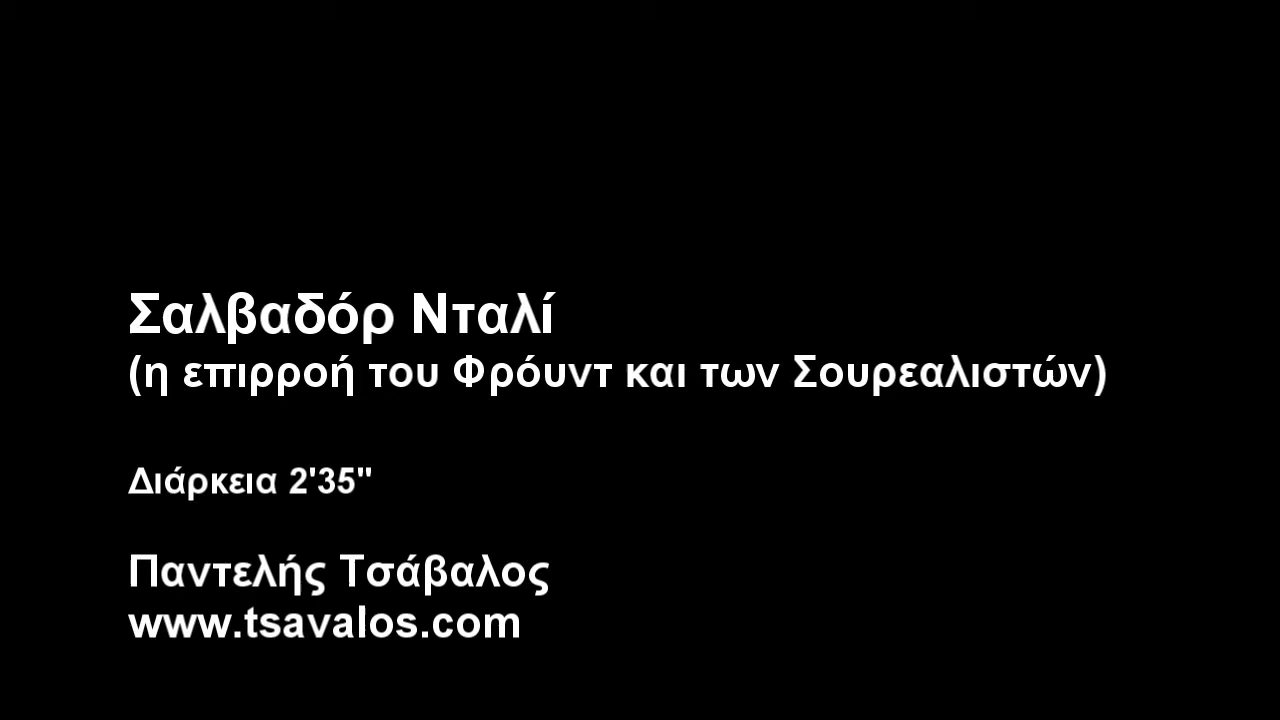 Σαλβαδόρ Νταλί
(η επιρροή του Φρόυντ και των Σουρεαλιστών)
Διάρκεια 2'35"
Παντελής Τσάβαλος
www.tsavalos.com